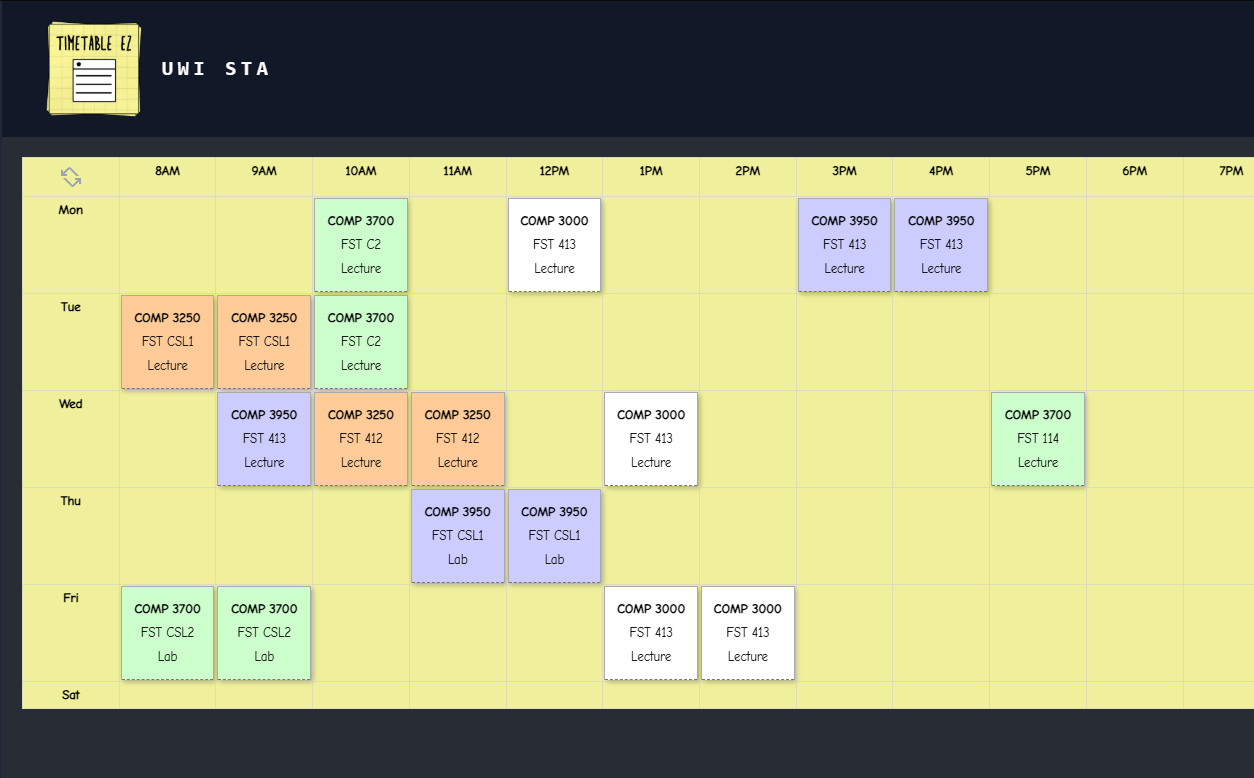 TIMETABLE EZ
UWI STA
8AM 9AM 10AM 11AM 12PM 1PM 2PM 3PM 4PM 5PM 6PM 7PM
Mon
COMP 3700 COMP 3000 COMP 3950 COMP 3950
FST C2 FST 413 FST 413 FST 413
Lecture Lecture Lecture Lecture
Tue
COMP 3250 COMP 3250 COMP 3700
FST CSL1 FST CSL1 FST C2
Lecture Lecture Lecture
Wed
COMP 3950 COMP 3250 COMP 3250 COMP 3000 COMP 3700
FST 413 FST 412 FST 412 FST 413 FST 114
Lecture Lecture Lecture Lecture Lecture
Thu
COMP 3950 COMP 3950
FST CSL1 FST CSL1
Lab Lab
Fri
COMP 3700 COMP 3700 COMP 3000 COMP 3000
FST CSL2 FST CSL2 FST 413 FST 413
Lab Lab Lecture Lecture
Sat